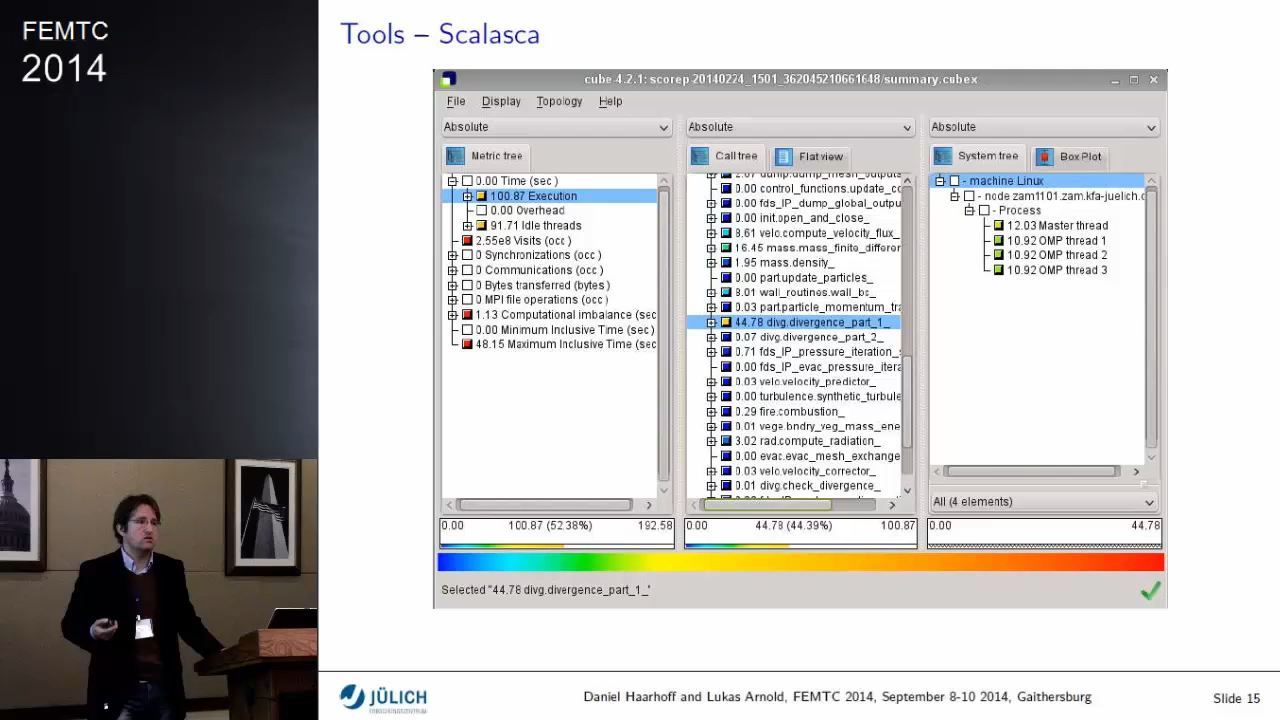 FEMTC
2014
Tools – Scalasca
cube-4.2.1: scorep 20140224_1501_362045210661648/summary.cubex
File Display Topology Help
Absolute
Metric tree
0.00 Time (sec)
100.87 Execution
0.00 Overhead
91.71 Idle threads
2.55e8 Visits (occ)
0 Synchronizations (occ)
0 Communications (occ)
0 Bytes transferred (bytes)
0 MPI file operations (occ)
1.13 Computational imbalance (sec
0.00 Minimum Inclusive Time (sec)
48.15 Maximum Inclusive Time (sec
0.00 100.87 (52.38%) 192.58
Absolute
Call tree Flat view
2.07 dump.dump_mesh_outputs
0.00 control_functions.update_co
0.00 fds_IP_dump_global_outpu
0.00 init.open_and_close_
8.61 velo.compute_velocity_flux_
16.45 mass.mass_finite_differen
1.95 mass.density_
0.00 part.update_particles_
8.01 wall_routines.wall_bc_
0.03 part.particle_momentum_tra
44.78 divg.divergence_part_1_
0.07 divg.divergence_part_2_
0.71 fds_IP_pressure_iteration_s
0.00 fds_IP_evac_pressure_itera
0.03 velo.velocity_predictor_
0.00 turbulence.synthetic_turbule
0.29 fire.combustion_
0.01 vege.bndry_veg_mass_ene
3.02 rad.compute_radiation_
0.00 evac.evac_mesh_exchange
0.03 velo.velocity_corrector_
0.01 divg.check_divergence_
0.00 44.78 (44.39%) 100.87
Absolute
System tree Box Plot
- machine Linux
- node zam1101.zam.kfa-juelich.d
- Process
12.03 Master thread
10.92 OMP thread 1
10.92 OMP thread 2
10.92 OMP thread 3
All (4 elements)
0.00 44.78
Selected "44.78 divg.divergence_part_1_"
JÜLICH
FORSCHUNGSZENTRUM
Daniel Haarhoff and Lukas Arnold, FEMTC 2014, September 8-10 2014, Gaithersburg
Slide 15